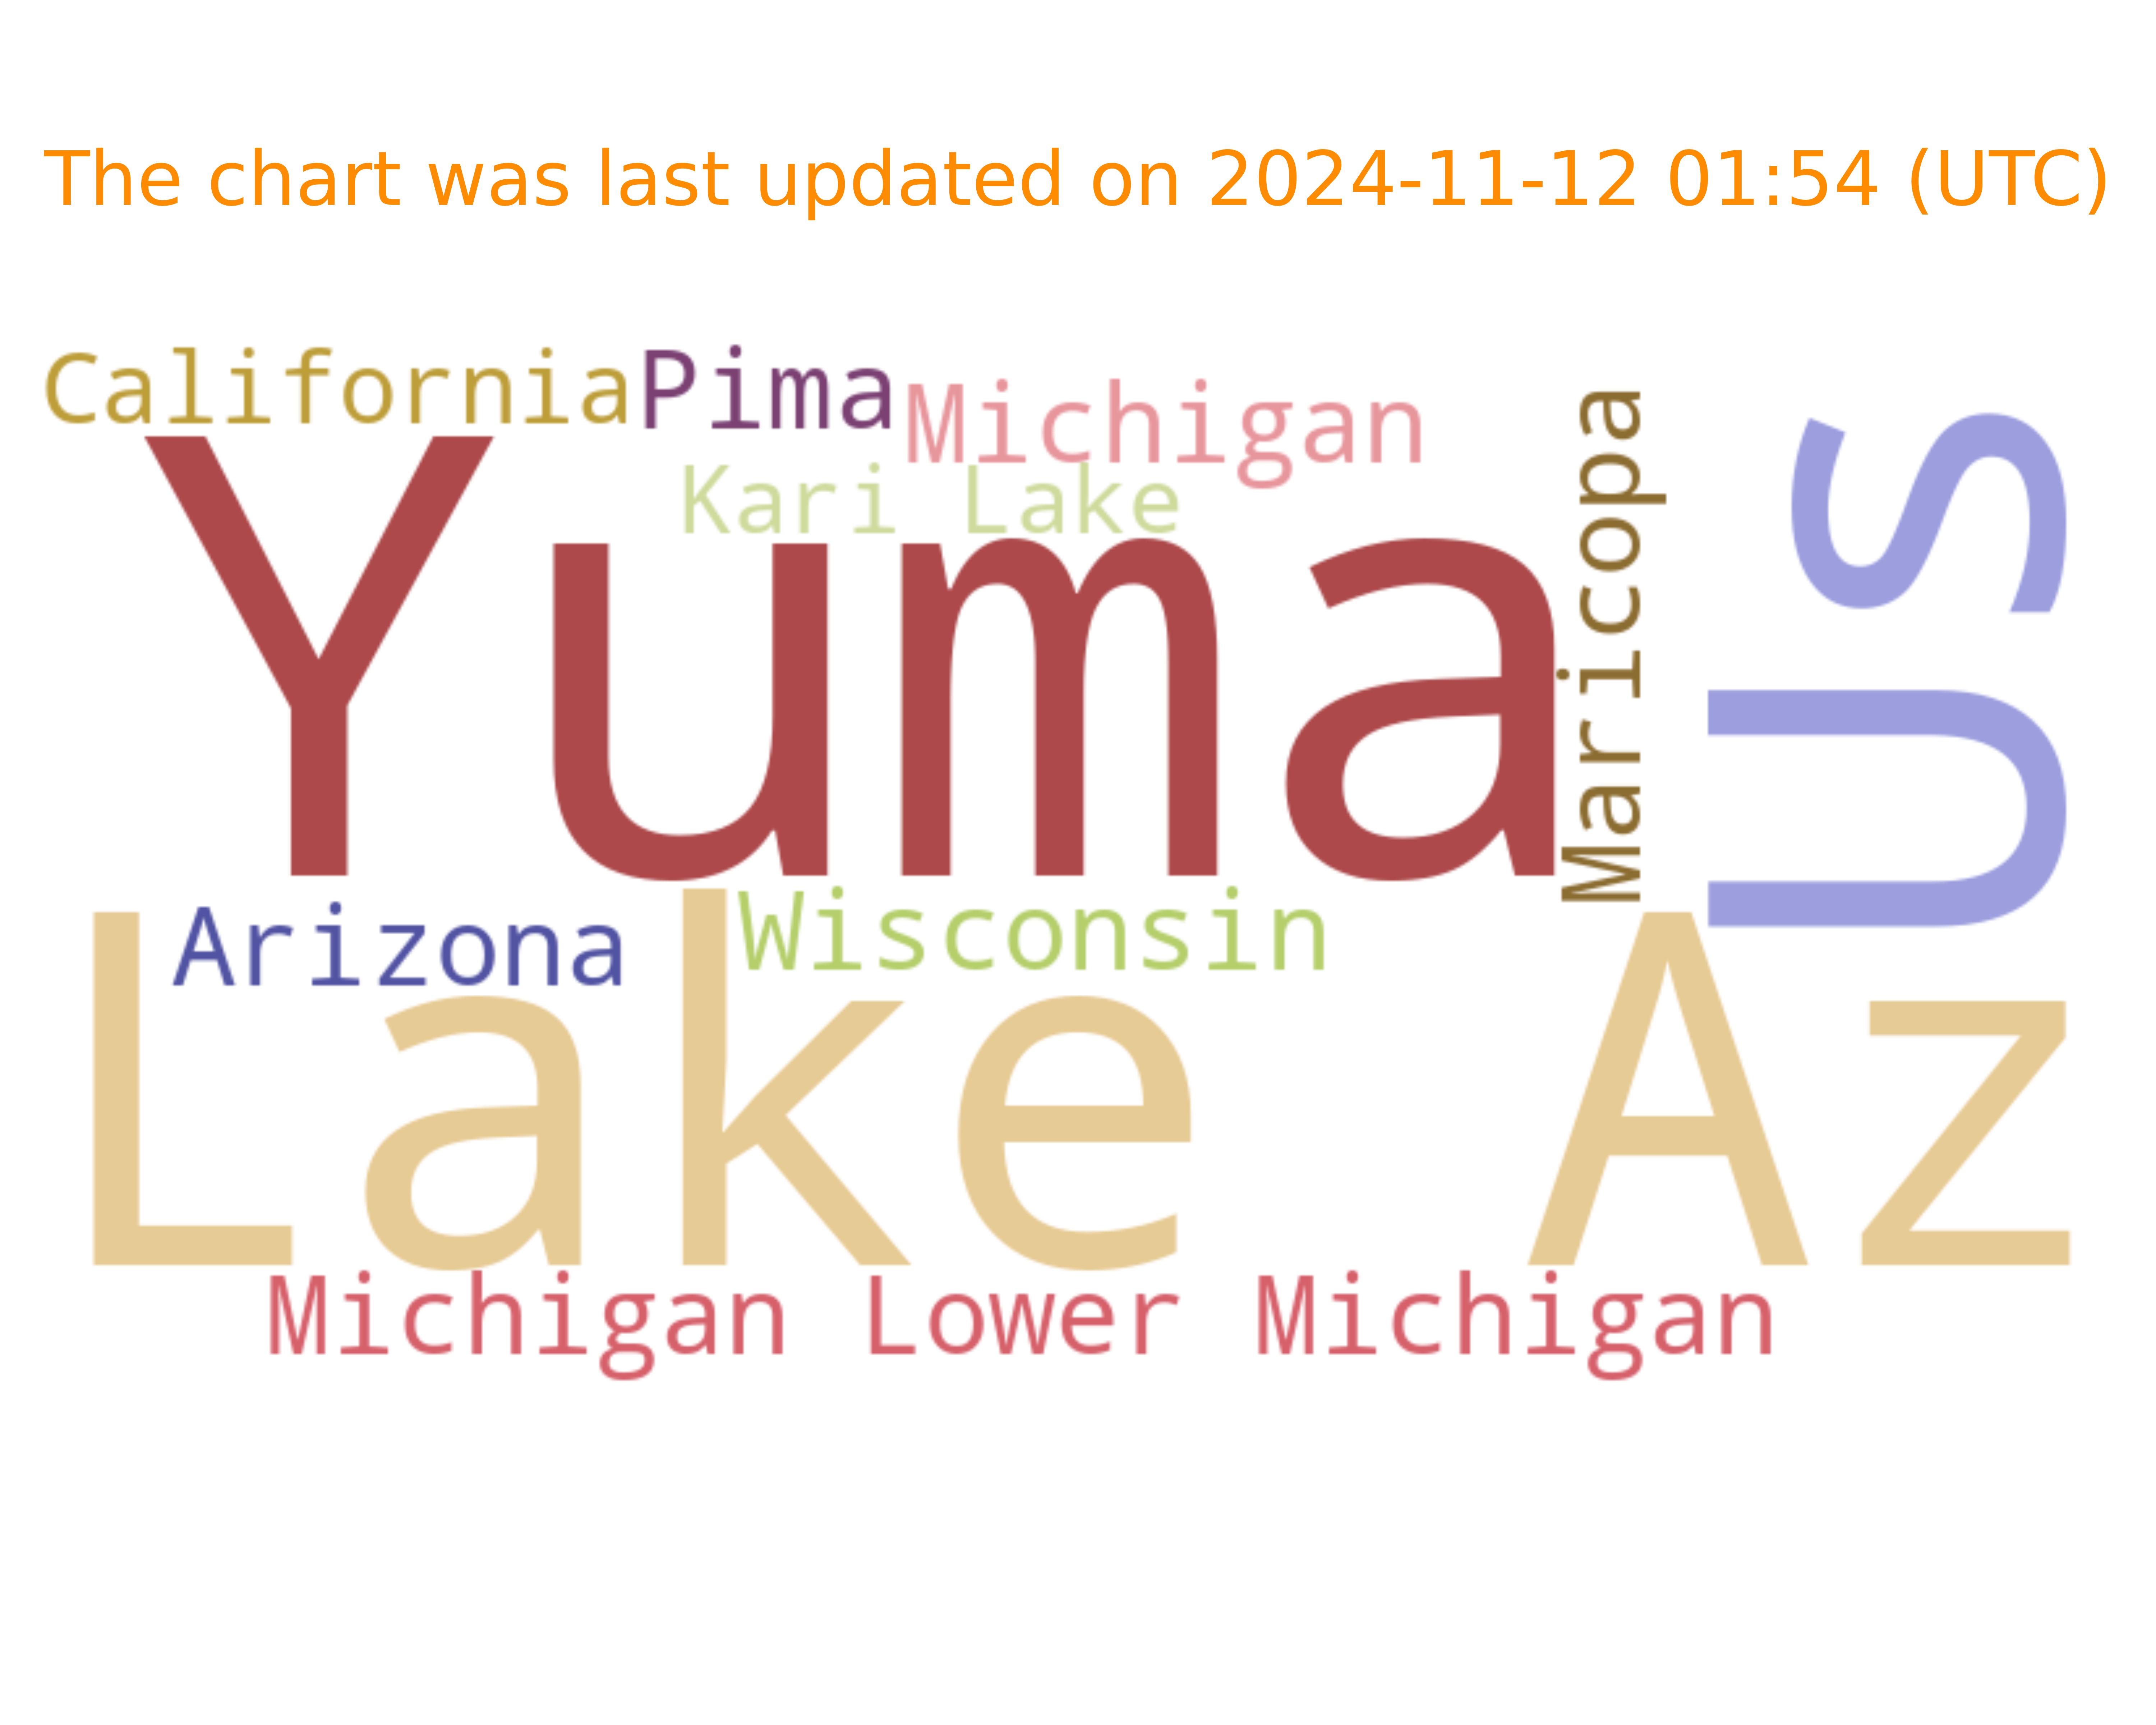 The chart was last updated on 2024-11-12 01:54 (UTC)
California
Pima
Michigan
Kari Lake
Yuma
Maricopa
US
Arizona
Wisconsin
Lake Az
Michigan Lower Michigan